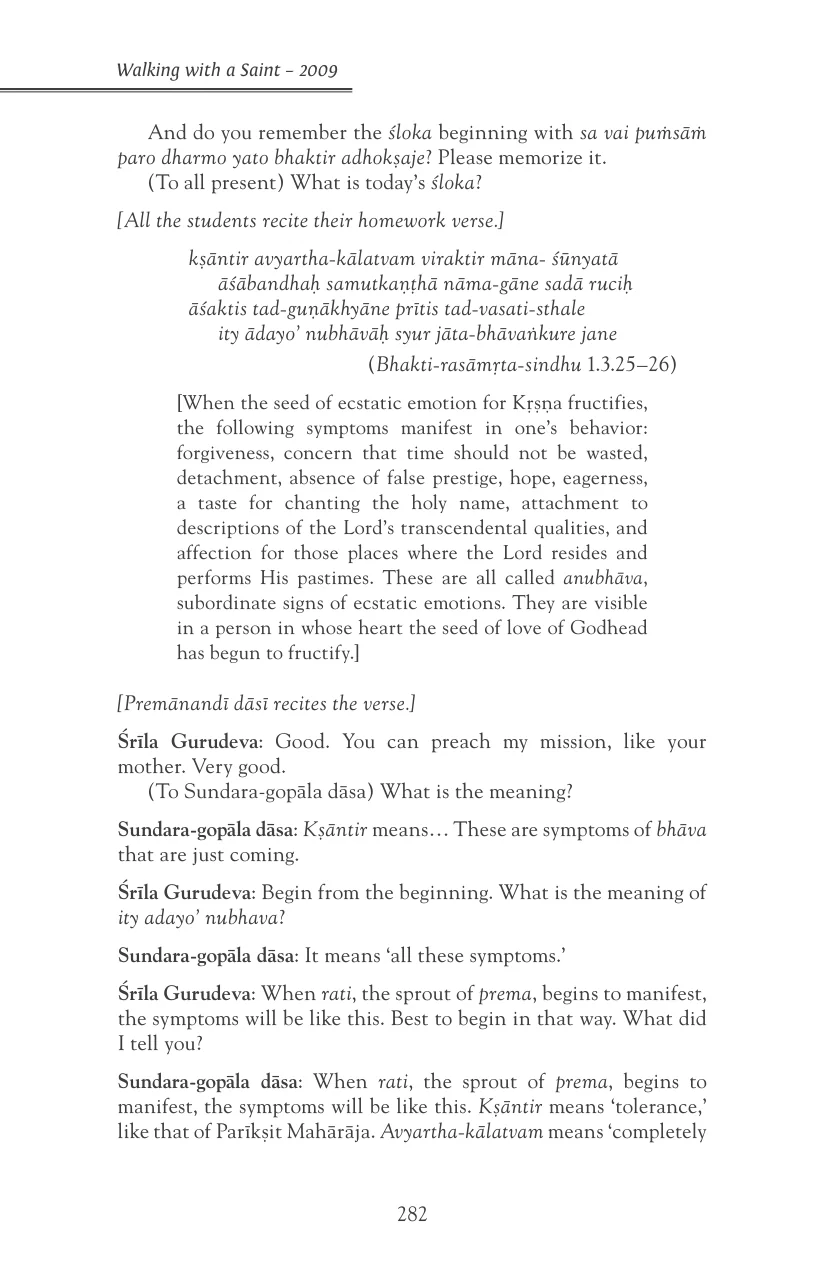 Walking with a Saint – 2009
And do you remember the śloka beginning with sa vai puṁsāṁ
paro dharmo yato bhaktir adhokṣaje? Please memorize it.
(To all present) What is today's śloka?
[All the students recite their homework verse.]
kṣāntir avyartha-kālatvam viraktir māna- śūnyatā
āśābandhaḥ samutkaṇṭhā nāma-gāne sadā ruciḥ
āśaktis tad-guṇākhyāne prītis tad-vasati-sthale
ity ādayo' nubhāvāḥ syur jāta-bhāvaṅkure jane
(Bhakti-rasāmṛta-sindhu 1.3.25–26)
[When the seed of ecstatic emotion for Kṛṣṇa fructifies,
the following symptoms manifest in one's behavior:
forgiveness, concern that time should not be wasted,
detachment, absence of false prestige, hope, eagerness,
a taste for chanting the holy name, attachment to
descriptions of the Lord's transcendental qualities, and
affection for those places where the Lord resides and
performs His pastimes. These are all called anubhāva,
subordinate signs of ecstatic emotions. They are visible
in a person in whose heart the seed of love of Godhead
has begun to fructify.]
[Premānandī dāsī recites the verse.]
Śrīla Gurudeva: Good. You can preach my mission, like your
mother. Very good.
(To Sundara-gopāla dāsa) What is the meaning?
Sundara-gopāla dāsa: Kṣāntir means… These are symptoms of bhāva
that are just coming.
Śrīla Gurudeva: Begin from the beginning. What is the meaning of
ity adayo' nubhava?
Sundara-gopāla dāsa: It means 'all these symptoms.'
Śrīla Gurudeva: When rati, the sprout of prema, begins to manifest,
the symptoms will be like this. Best to begin in that way. What did
I tell you?
Sundara-gopāla dāsa: When rati, the sprout of prema, begins to
manifest, the symptoms will be like this. Kṣāntir means 'tolerance,'
like that of Parīkṣit Mahārāja. Avyartha-kālatvam means 'completely
282